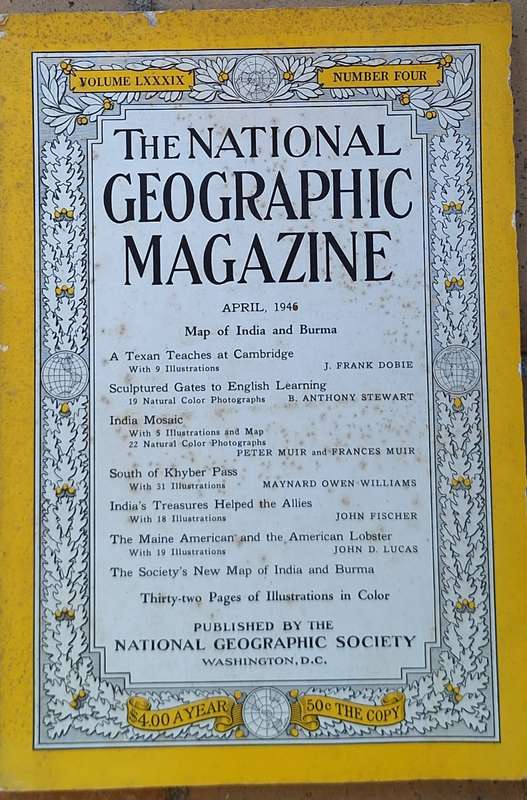 VOLUME LXXXIX NUMBER FOUR
THE NATIONAL
GEOGRAPHIC
MAGAZINE
APRIL, 1946
Map of India and Burma
A Texan Teaches at Cambridge
With 9 Illustrations J. FRANK DOBIE
Sculptured Gates to English Learning
19 Natural Color Photographs B. ANTHONY STEWART
India Mosaic
With 5 Illustrations and Map
22 Natural Color Photographs
PETER MUIR and FRANCES MUIR
South of Khyber Pass
With 31 Illustrations MAYNARD OWEN WILLIAMS
India's Treasures Helped the Allies
With 18 Illustrations JOHN FISCHER
The Maine American and the American Lobster
With 19 Illustrations JOHN D. LUCAS
The Society's New Map of India and Burma
Thirty-two Pages of Illustrations in Color
PUBLISHED BY THE
NATIONAL GEOGRAPHIC SOCIETY
WASHINGTON, D.C.
$4.00 A YEAR 50c THE COPY